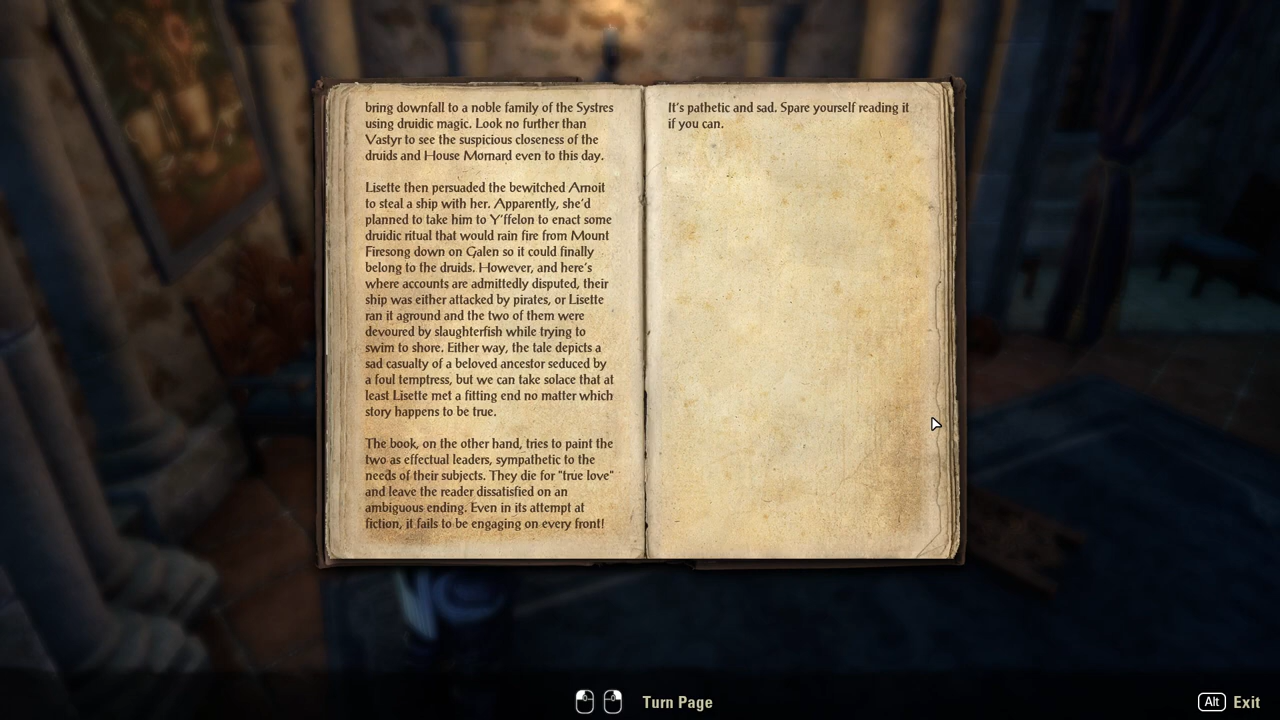 bring downfall to a noble family of the Systres
using druidic magic. Look no further than
Vastyr to see the suspicious closeness of the
druids and House Mornard even to this day.
Lisette then persuaded the bewitched Arnoit
to steal a ship with her. Apparently, she'd
planned to take him to Y'ffelon to enact some
druidic ritual that would rain fire from Mount
Firesong down on Galen so it could finally
belong to the druids. However, and here's
where accounts are admittedly disputed, their
ship was either attacked by pirates, or Lisette
ran it aground and the two of them were
devoured by slaughterfish while trying to
swim to shore. Either way, the tale depicts a
sad casualty of a beloved ancestor seduced by
a foul temptress, but we can take solace that at
least Lisette met a fitting end no matter which
story happens to be true.
The book, on the other hand, tries to paint the
two as effectual leaders, sympathetic to the
needs of their subjects. They die for "true love"
and leave the reader dissatisfied on an
ambiguous ending. Even in its attempt at
fiction, it fails to be engaging on every front!
It's pathetic and sad. Spare yourself reading it
if you can.
Turn Page
Alt Exit